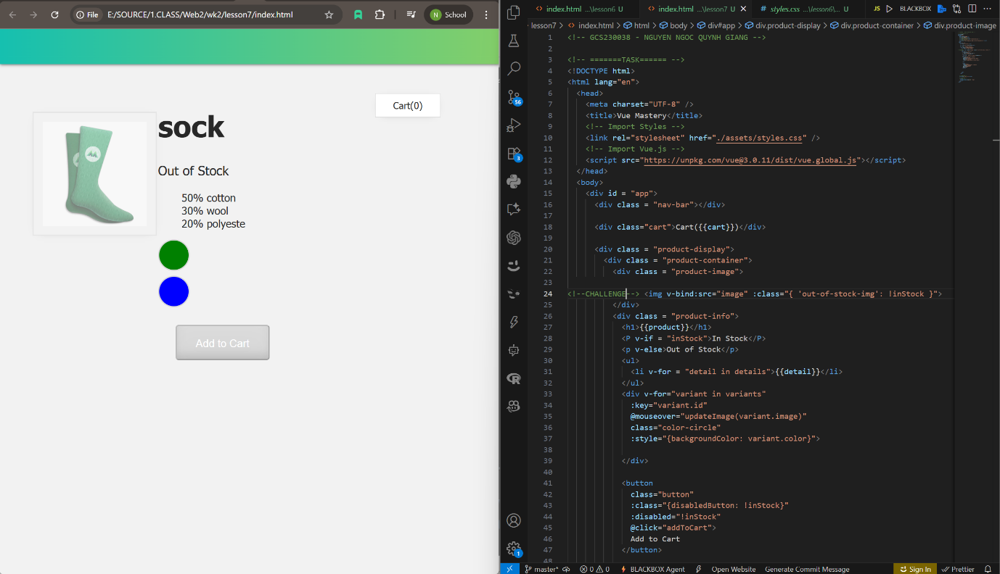 File E:/SOURCE/1.CLASS/Web2/wk2/lesson7/index.html N School
Cart(0)
sock
Out of Stock
50% cotton
30% wool
20% polyeste
Add to Cart
index.html ...\lesson6 U index.html ...\lesson7 U styles.css ...\lesson6\... U JS BLACKBOX
lesson7 > index.html > html > body > div#app > div.product-display > div.product-container > div.product-image
56
3
1
1 <!-- GCS230038 - NGUYEN NGOC QUYNH GIANG -->
2
3 <!-- =======TASK====== -->
4 <!DOCTYPE html>
5 <html lang="en">
6 <head>
7 <meta charset="UTF-8" />
8 <title>Vue Mastery</title>
9 <!-- Import Styles -->
10 <link rel="stylesheet" href="./assets/styles.css" />
11 <!-- Import Vue.js -->
12 <script src="https://unpkg.com/vue@3.0.11/dist/vue.global.js"></script>
13 </head>
14 <body>
15 <div id = "app">
16 <div class = "nav-bar"></div>
17
18 <div class="cart">Cart({{cart}})</div>
19
20 <div class = "product-display">
21 <div class = "product-container">
22 <div class = "product-image">
23
24 <!--CHALLENGE--> <img v-bind:src="image" :class="{ 'out-of-stock-img': !inStock }">
25 </div>
26 <div class = "product-info">
27 <h1>{{product}}</h1>
28 <P v-if = "inStock">In Stock</P>
29 <p v-else>Out of Stock</p>
30 <ul>
31 <li v-for = "detail in details">{{detail}}</li>
32 </ul>
33 <div v-for="variant in variants"
34 :key="variant.id"
35 @mouseover="updateImage(variant.image)"
36 class="color-circle"
37 :style="{backgroundColor: variant.color}">
38
39 </div>
40
41 <button
42 class="button"
43 :class="{disabledButton: !inStock}"
44 :disabled="!inStock"
45 @click="addToCart">
46 Add to Cart
47 </button>
48
master* 0 0 BLACKBOX Agent Open Website Generate Commit Message Sign In Prettier